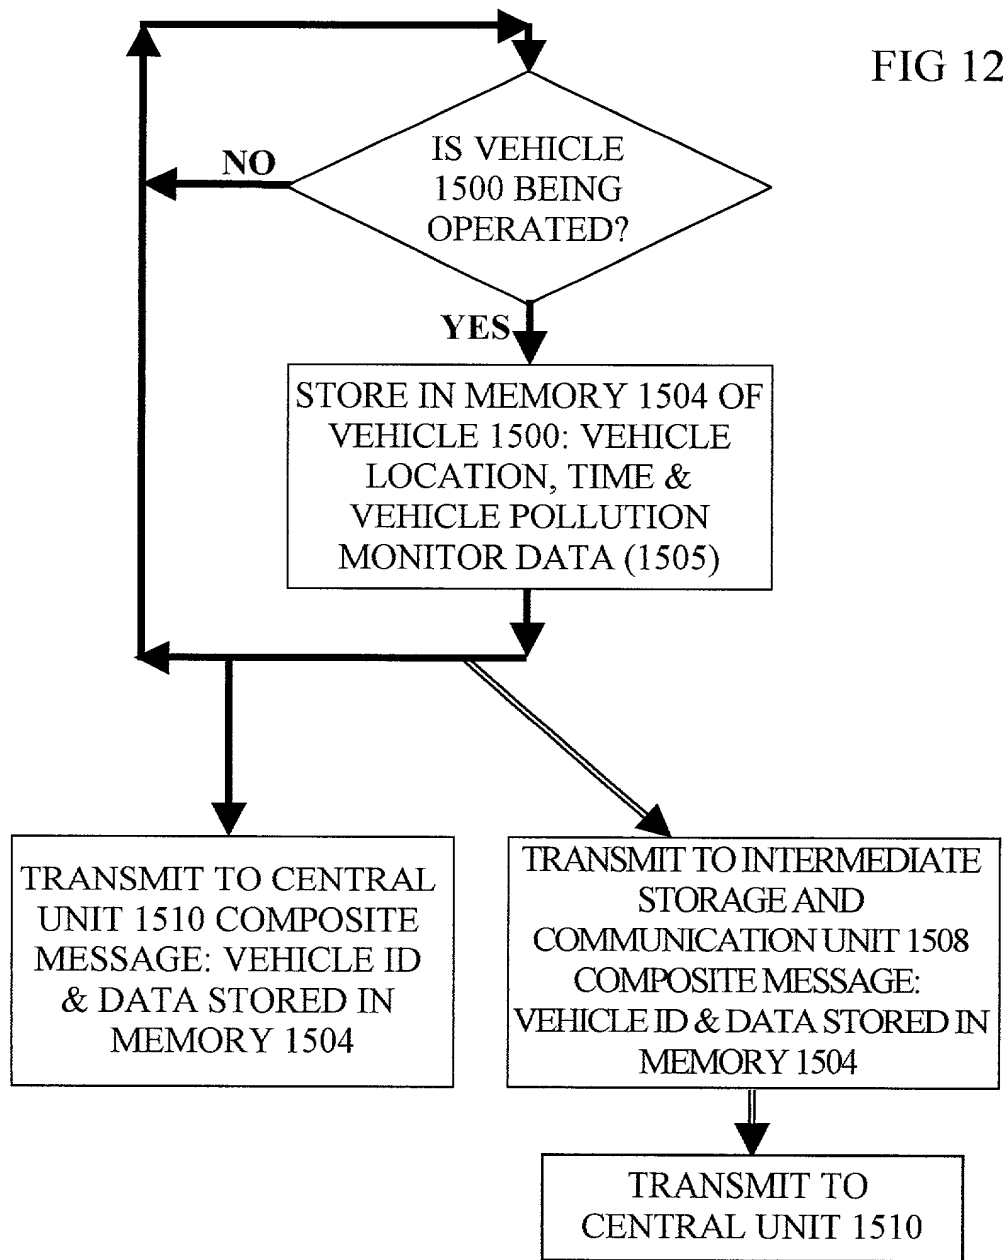 FIG 12
IS VEHICLE
1500 BEING
OPERATED?
NO
YES
STORE IN MEMORY 1504 OF
VEHICLE 1500: VEHICLE
LOCATION, TIME &
VEHICLE POLLUTION
MONITOR DATA (1505)
TRANSMIT TO CENTRAL
UNIT 1510 COMPOSITE
MESSAGE: VEHICLE ID
& DATA STORED IN
MEMORY 1504
TRANSMIT TO INTERMEDIATE
STORAGE AND
COMMUNICATION UNIT 1508
COMPOSITE MESSAGE:
VEHICLE ID & DATA STORED IN
MEMORY 1504
TRANSMIT TO
CENTRAL UNIT 1510